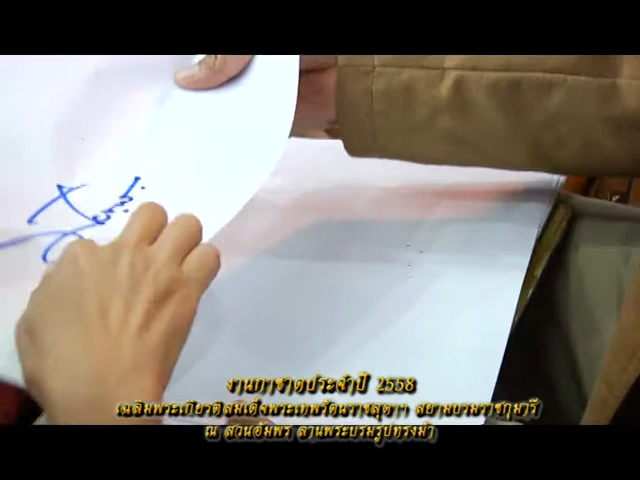 งานกาชาดประจำปี 2558
เฉลิมพระเกียรติสมเด็จพระเทพรัตนราชสุดาฯ สยามบรมราชกุมารี
ณ สวนอัมพร ลานพระบรมรูปทรงม้า